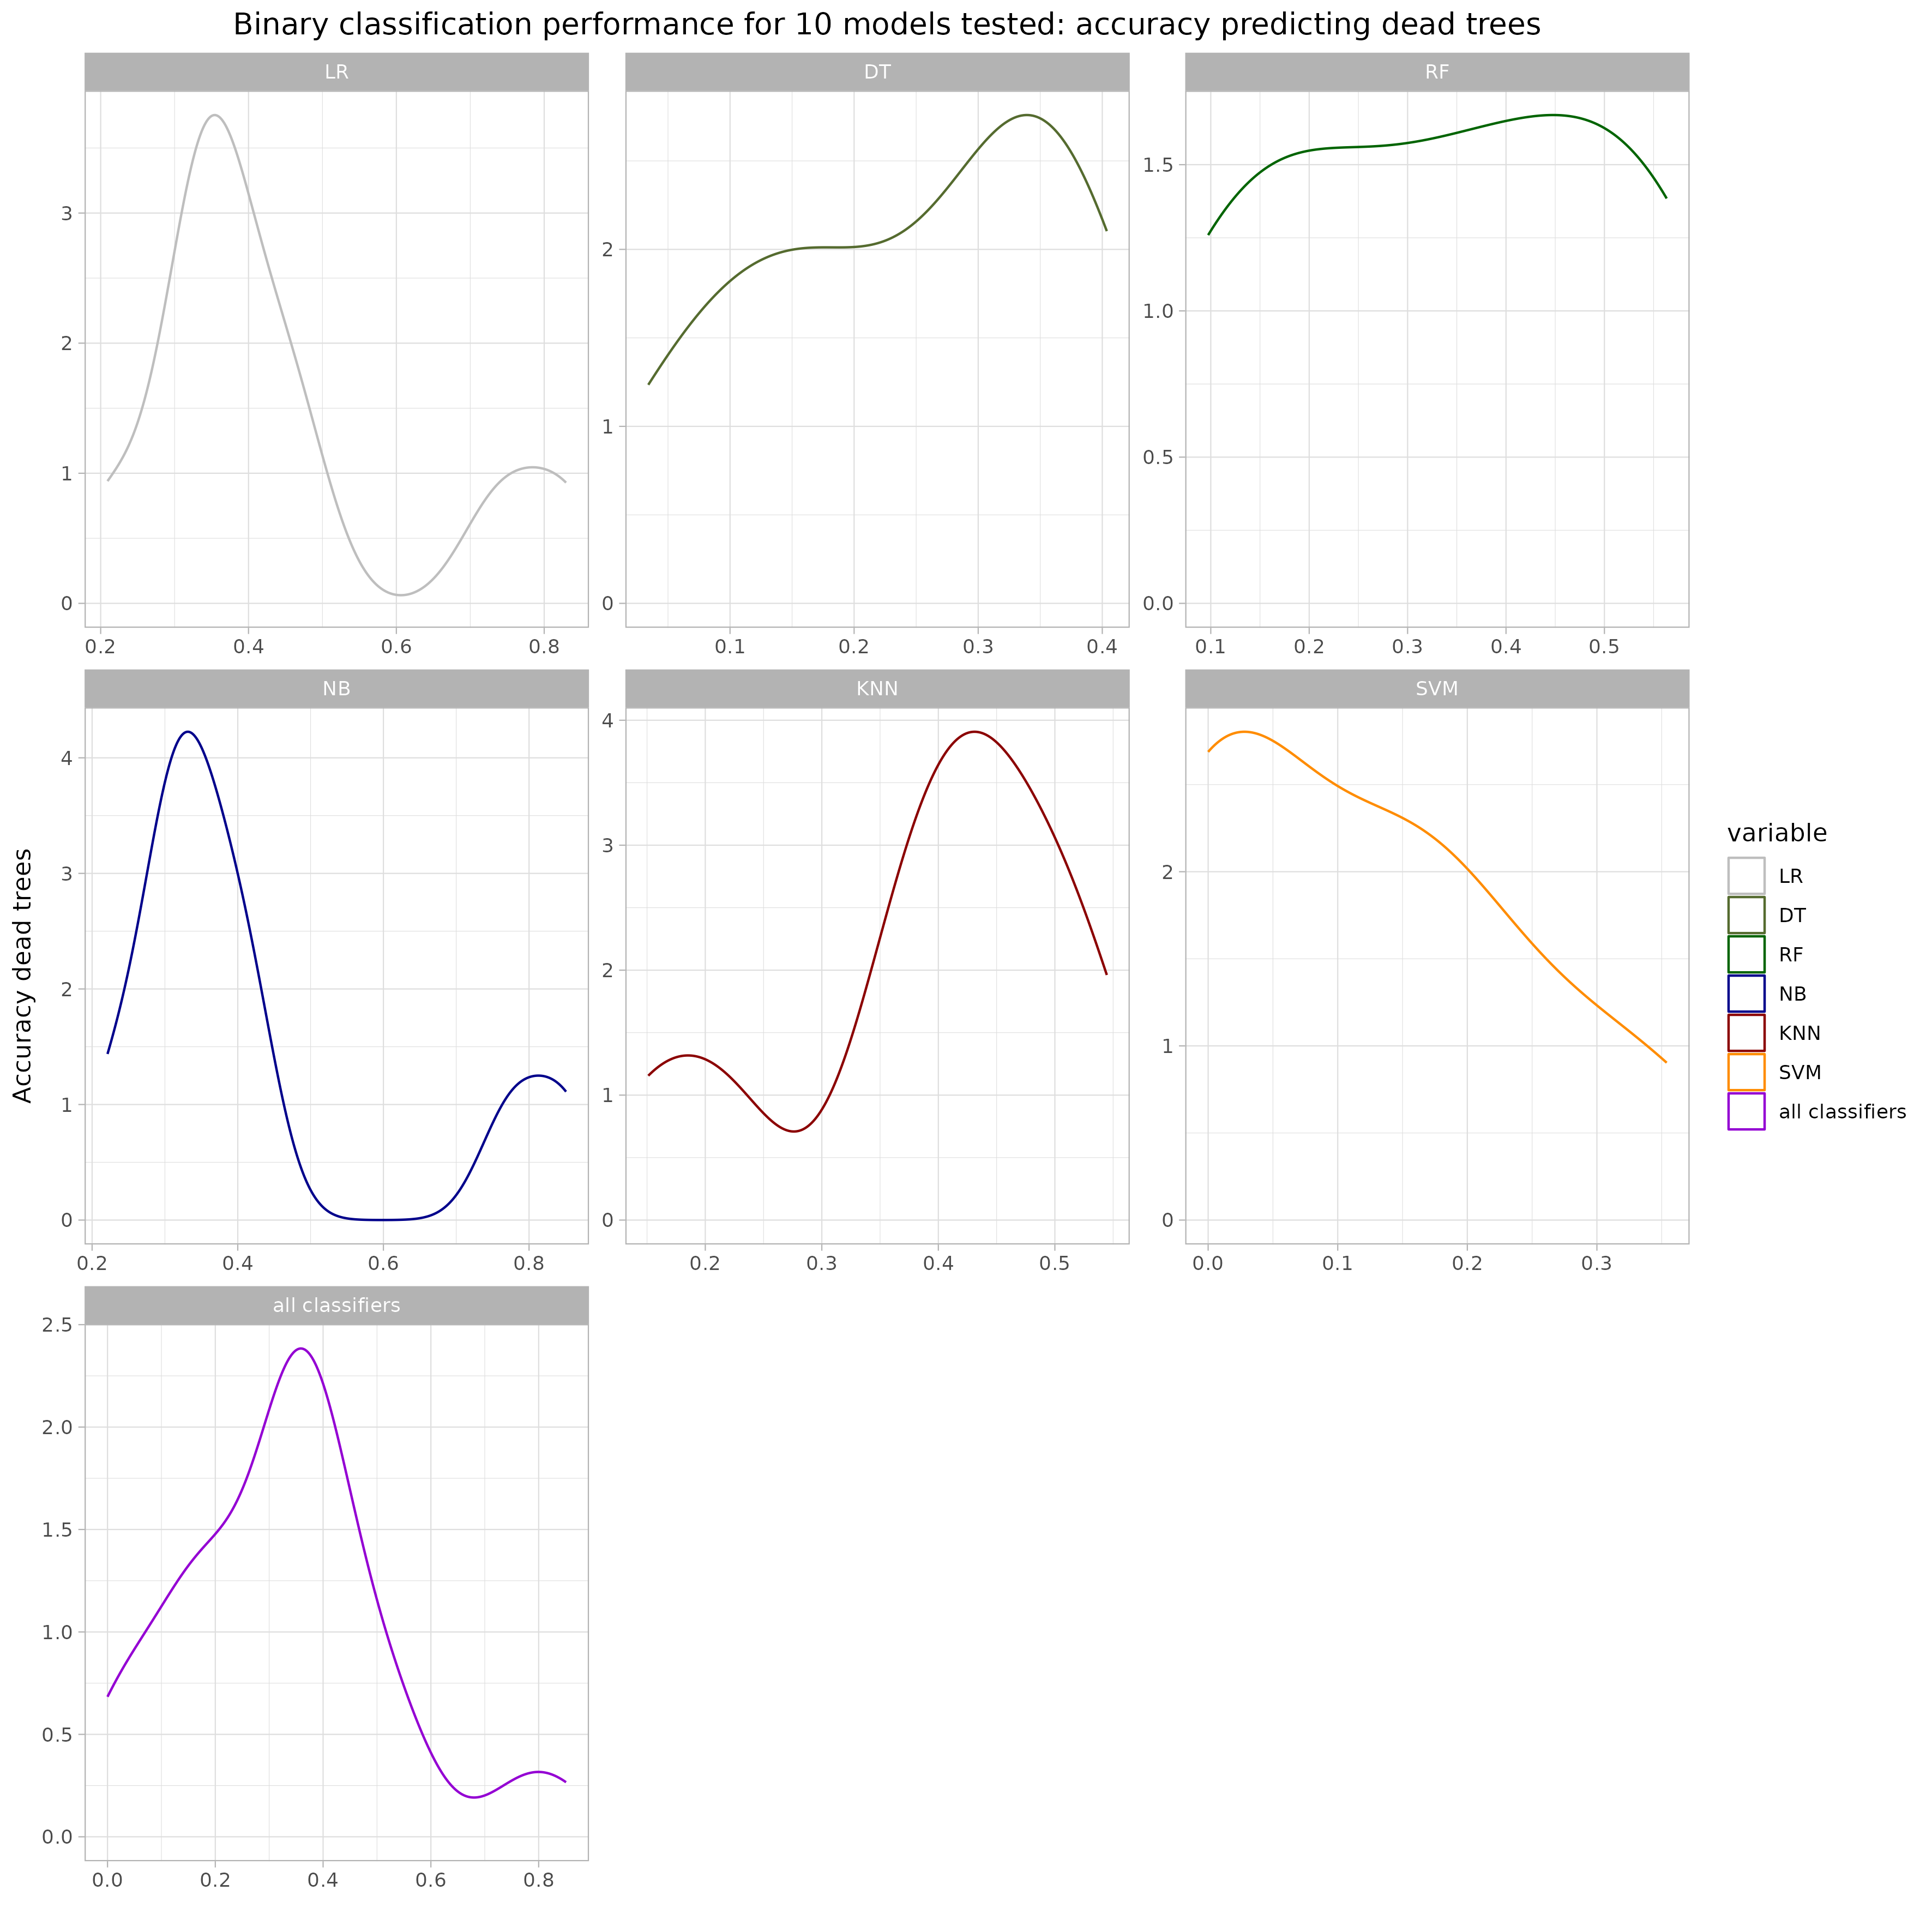 Binary classification performance for 10 models tested: accuracy predicting dead trees
LR
DT
RF
3
2
1
0
0.2 0.4 0.6 0.8
2
1
0
0.1 0.2 0.3 0.4
1.5
1.0
0.5
0.0
0.1 0.2 0.3 0.4 0.5
NB
KNN
SVM
Accuracy dead trees
4
3
2
1
0
0.2 0.4 0.6 0.8
4
3
2
1
0
0.2 0.3 0.4 0.5
2
1
0
0.0 0.1 0.2 0.3
all classifiers
2.5
2.0
1.5
1.0
0.5
0.0
0.0 0.2 0.4 0.6 0.8
variable
LR
DT
RF
NB
KNN
SVM
all classifiers